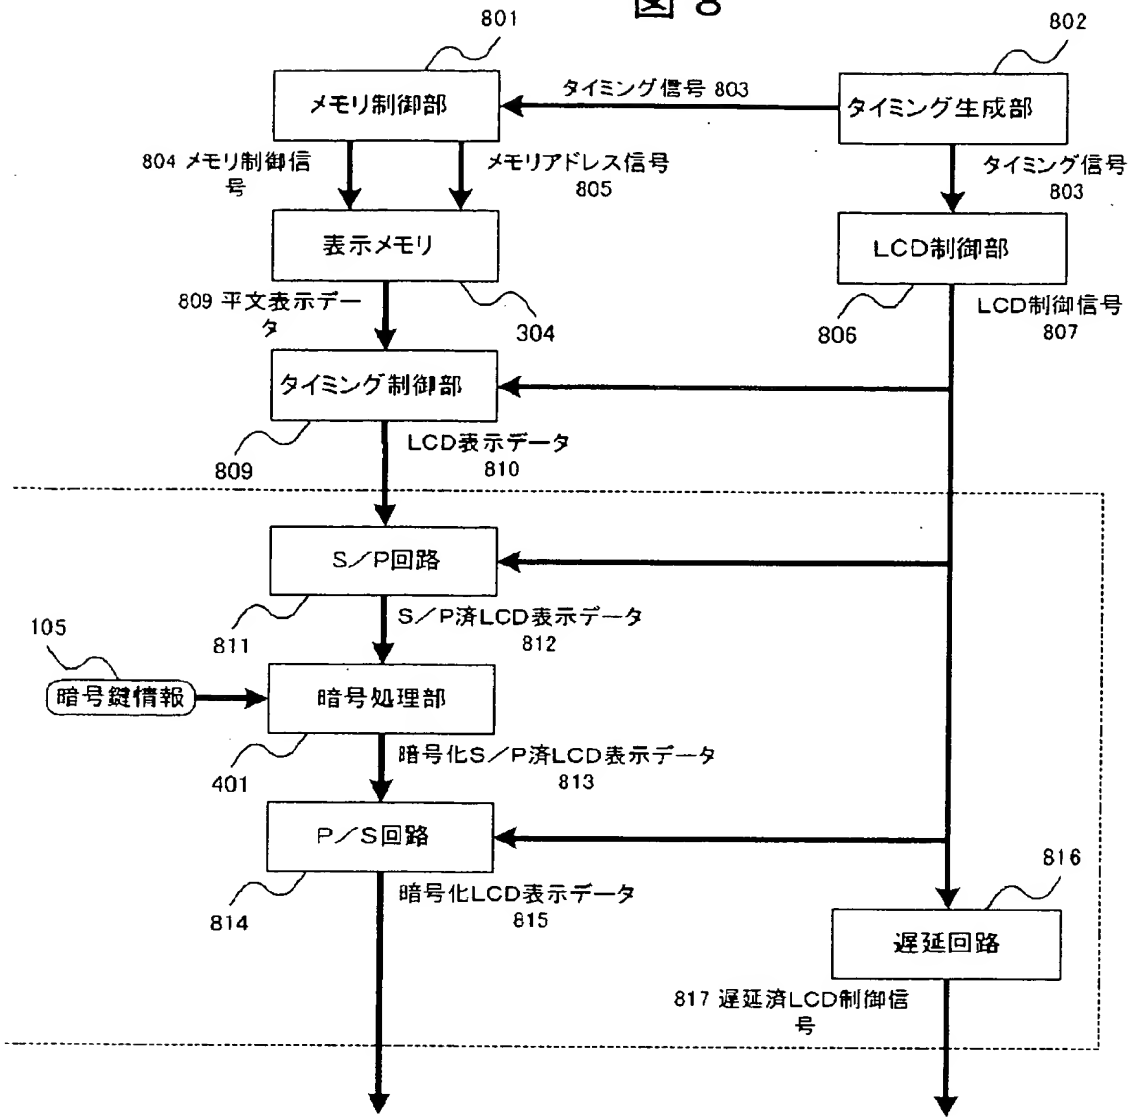 図 8
801
802
メモリ制御部
タイミング信号 803
タイミング生成部
804 メモリ制御信
号
メモリアドレス信号
805
タイミング信号
803
表示メモリ
LCD制御部
809 平文表示デー
タ
304
806
LCD制御信号
807
タイミング制御部
809
LCD表示データ
810
S/P回路
811
S/P済LCD表示データ
812
105
暗号鍵情報
暗号処理部
401
暗号化S/P済LCD表示データ
813
P/S回路
814
暗号化LCD表示データ
815
816
遅延回路
817 遅延済LCD制御信
号